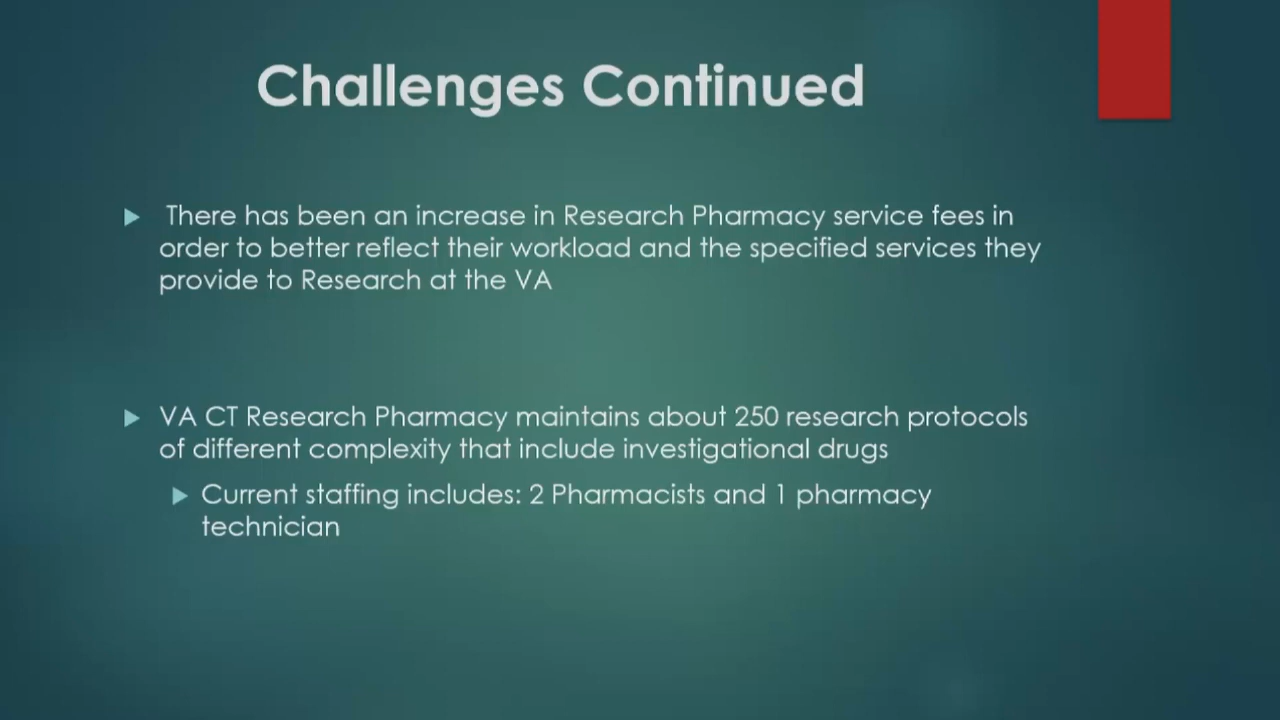 Challenges Continued
There has been an increase in Research Pharmacy service fees in
order to better reflect their workload and the specified services they
provide to Research at the VA
VA CT Research Pharmacy maintains about 250 research protocols
of different complexity that include investigational drugs
Current staffing includes: 2 Pharmacists and 1 pharmacy
technician